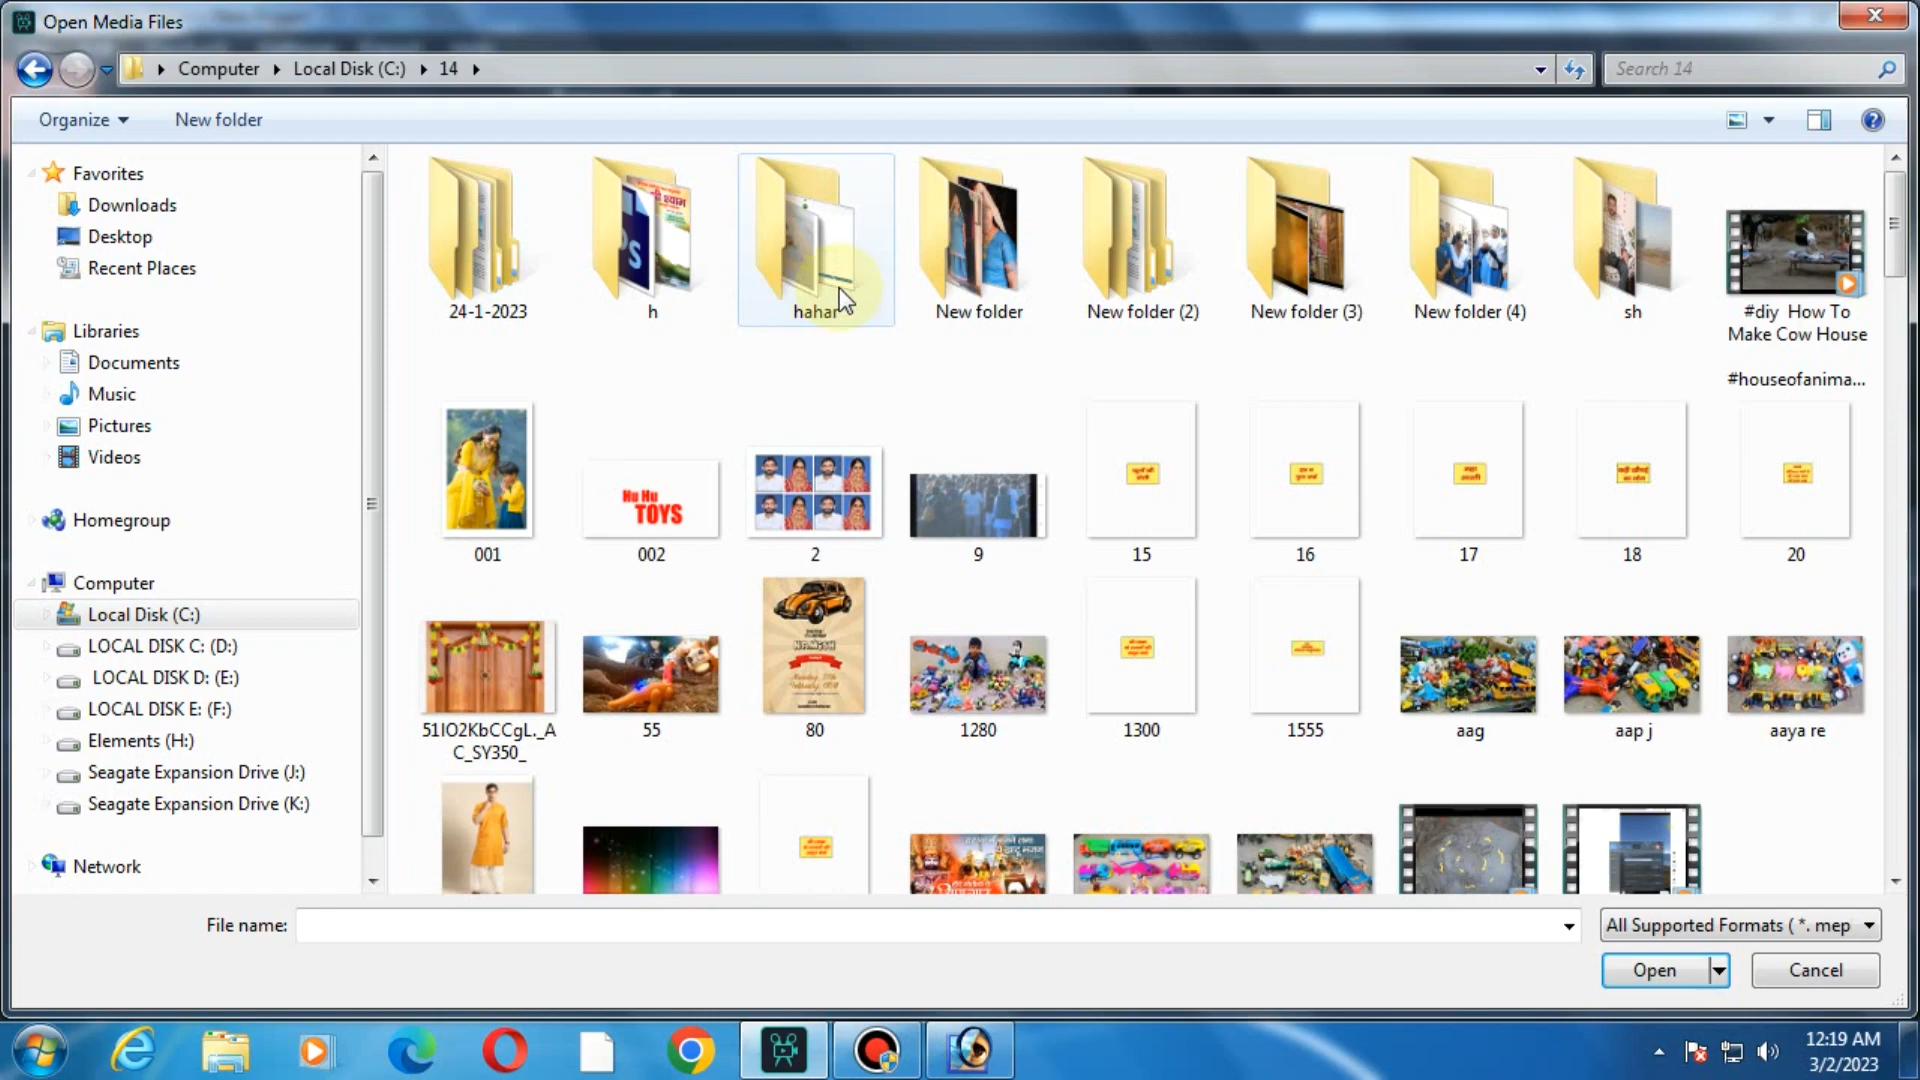 Open Media Files
Computer
Local Disk (C:)
14
Search 14
Organize
New folder
Favorites
Downloads
Desktop
Recent Places
Libraries
Documents
Music
Pictures
Videos
Homegroup
Computer
Local Disk (C:)
LOCAL DISK C: (D:)
LOCAL DISK D: (E:)
LOCAL DISK E: (F:)
Elements (H:)
Seagate Expansion Drive (J:)
Seagate Expansion Drive (K:)
Network
24-1-2023
h
hahar
New folder
New folder (2)
New folder (3)
New folder (4)
sh
#diy How To
Make Cow House
#houseofanima...
Hu Hu
TOYS
001
002
2
9
15
16
17
18
20
51IO2KbCCgL._A
C_SY350_
55
80
1280
1300
1555
aag
aap j
aaya re
File name:
All Supported Formats ( *. mep
Open
Cancel
12:19 AM
3/2/2023